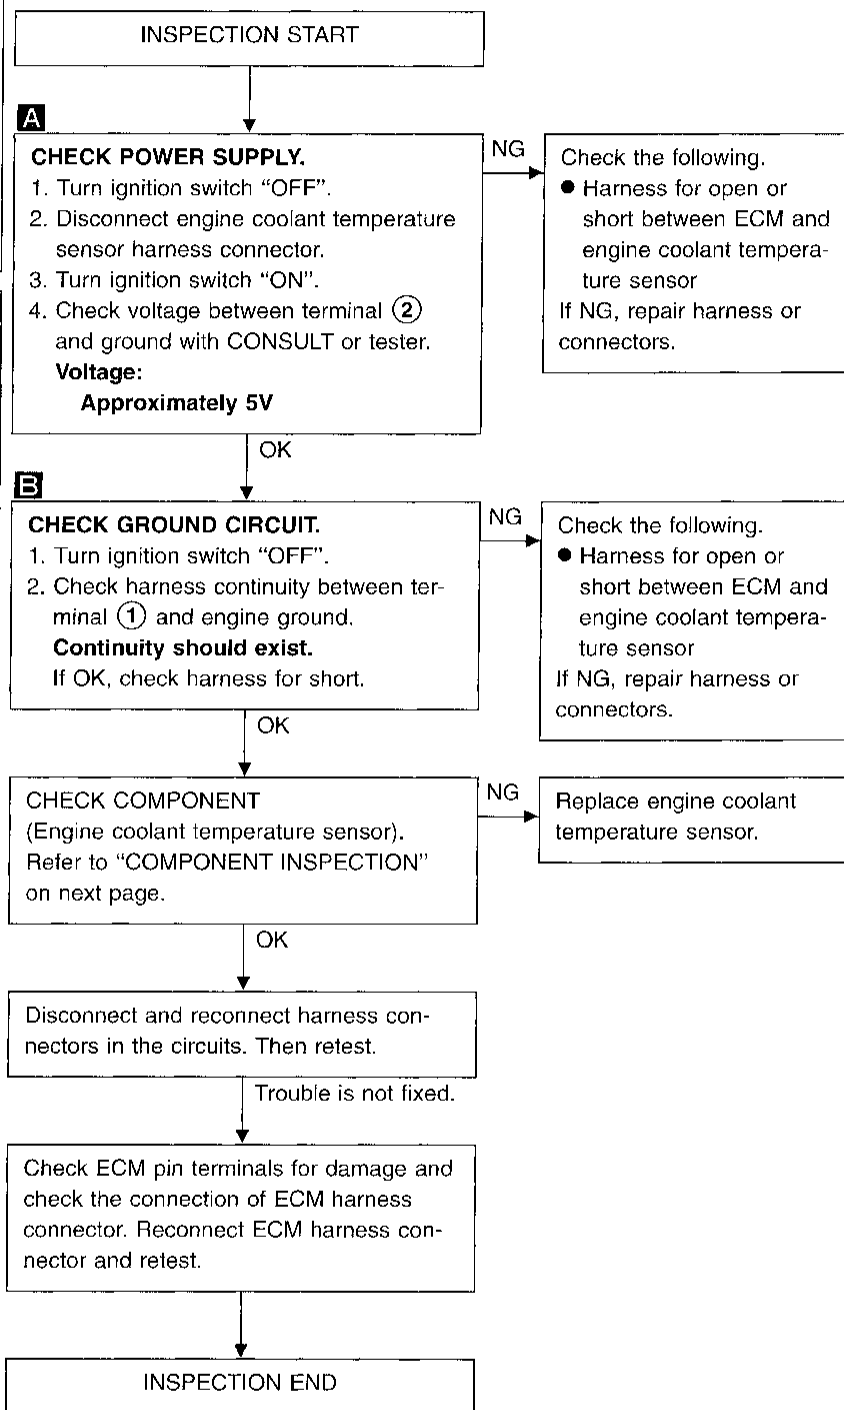 INSPECTION START
A
CHECK POWER SUPPLY.
1. Turn ignition switch “OFF”.
2. Disconnect engine coolant temperature
sensor harness connector.
3. Turn ignition switch “ON”.
4. Check voltage between terminal ②
and ground with CONSULT or tester.
Voltage:
Approximately 5V
NG
Check the following.
● Harness for open or
short between ECM and
engine coolant tempera-
ture sensor
If NG, repair harness or
connectors.
OK
B
CHECK GROUND CIRCUIT.
1. Turn ignition switch “OFF”.
2. Check harness continuity between ter-
minal ① and engine ground.
Continuity should exist.
If OK, check harness for short.
NG
Check the following.
● Harness for open or
short between ECM and
engine coolant tempera-
ture sensor
If NG, repair harness or
connectors.
OK
CHECK COMPONENT
(Engine coolant temperature sensor).
Refer to “COMPONENT INSPECTION”
on next page.
NG
Replace engine coolant
temperature sensor.
OK
Disconnect and reconnect harness con-
nectors in the circuits. Then retest.
Trouble is not fixed.
Check ECM pin terminals for damage and
check the connection of ECM harness
connector. Reconnect ECM harness con-
nector and retest.
INSPECTION END